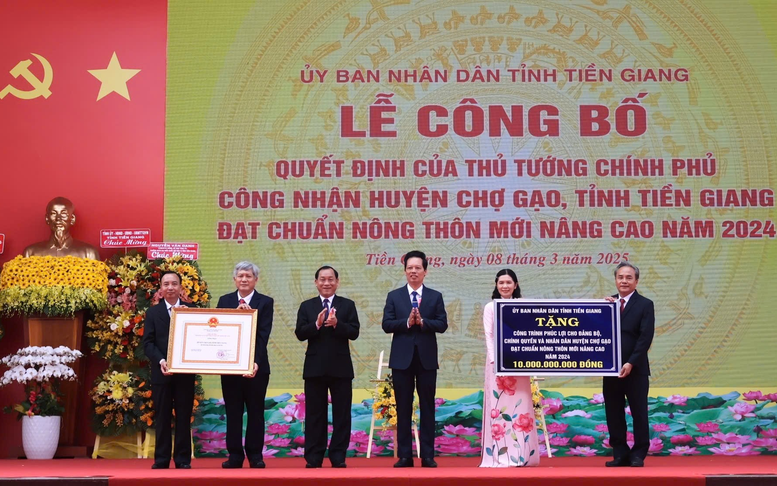 ỦY BAN NHÂN DÂN TỈNH TIỀN GIANG
LỄ CÔNG BỐ
QUYẾT ĐỊNH CỦA THỦ TƯỚNG CHÍNH PHỦ
CÔNG NHẬN HUYỆN CHỢ GẠO, TỈNH TIỀN GIANG
ĐẠT CHUẨN NÔNG THÔN MỚI NÂNG CAO NĂM 2024
Tiền Giang, ngày 08 tháng 3 năm 2025
TỈNH TIỀN GIANG
Chúc Mừng
Chúc Mừng
ỦY BAN NHÂN DÂN TỈNH TIỀN GIANG
TẶNG
CÔNG TRÌNH PHÚC LỢI CHO ĐẢNG BỘ,
CHÍNH QUYỀN VÀ NHÂN DÂN HUYỆN CHỢ GẠO
ĐẠT CHUẨN NÔNG THÔN MỚI NÂNG CAO
NĂM 2024
10.000.000.000 ĐỒNG